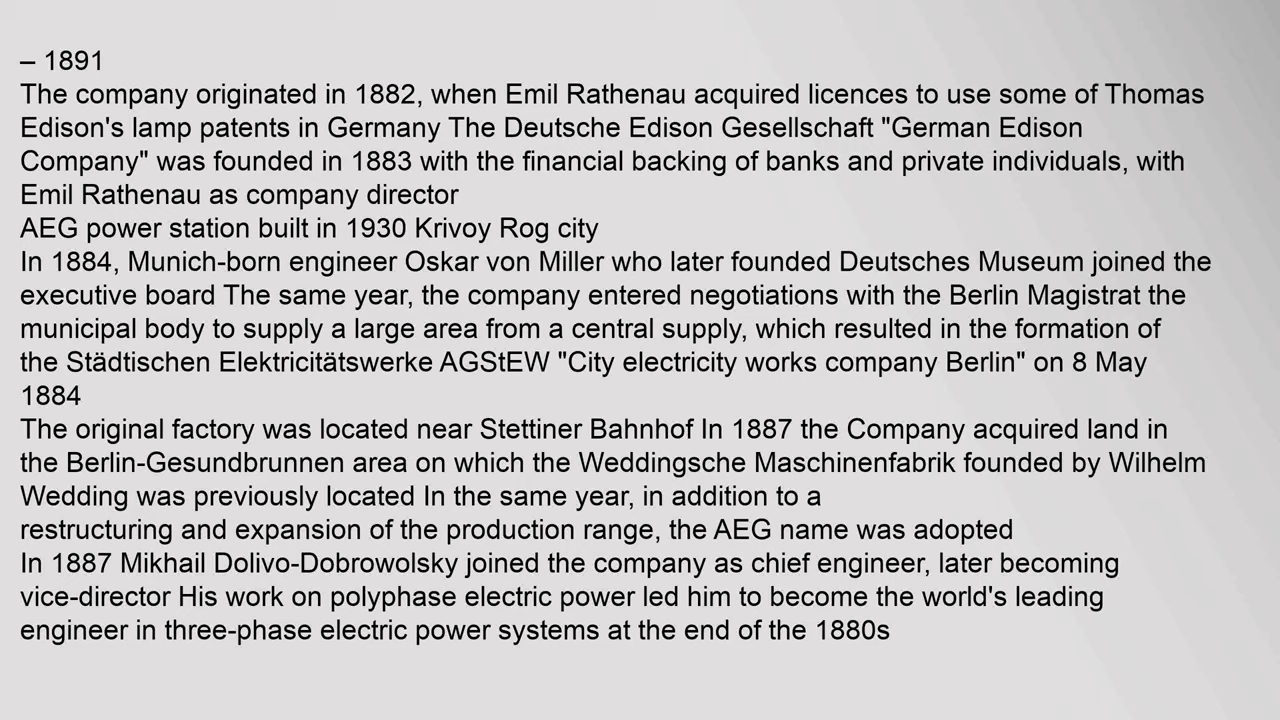 – 1891
The company originated in 1882, when Emil Rathenau acquired licences to use some of Thomas
Edison's lamp patents in Germany The Deutsche Edison Gesellschaft "German Edison
Company" was founded in 1883 with the financial backing of banks and private individuals, with
Emil Rathenau as company director
AEG power station built in 1930 Krivoy Rog city
In 1884, Munich-born engineer Oskar von Miller who later founded Deutsches Museum joined the
executive board The same year, the company entered negotiations with the Berlin Magistrat the
municipal body to supply a large area from a central supply, which resulted in the formation of
the Städtischen Elektricitätswerke AGStEW "City electricity works company Berlin" on 8 May
1884
The original factory was located near Stettiner Bahnhof In 1887 the Company acquired land in
the Berlin-Gesundbrunnen area on which the Weddingsche Maschinenfabrik founded by Wilhelm
Wedding was previously located In the same year, in addition to a
restructuring and expansion of the production range, the AEG name was adopted
In 1887 Mikhail Dolivo-Dobrowolsky joined the company as chief engineer, later becoming
vice-director His work on polyphase electric power led him to become the world's leading
engineer in three-phase electric power systems at the end of the 1880s